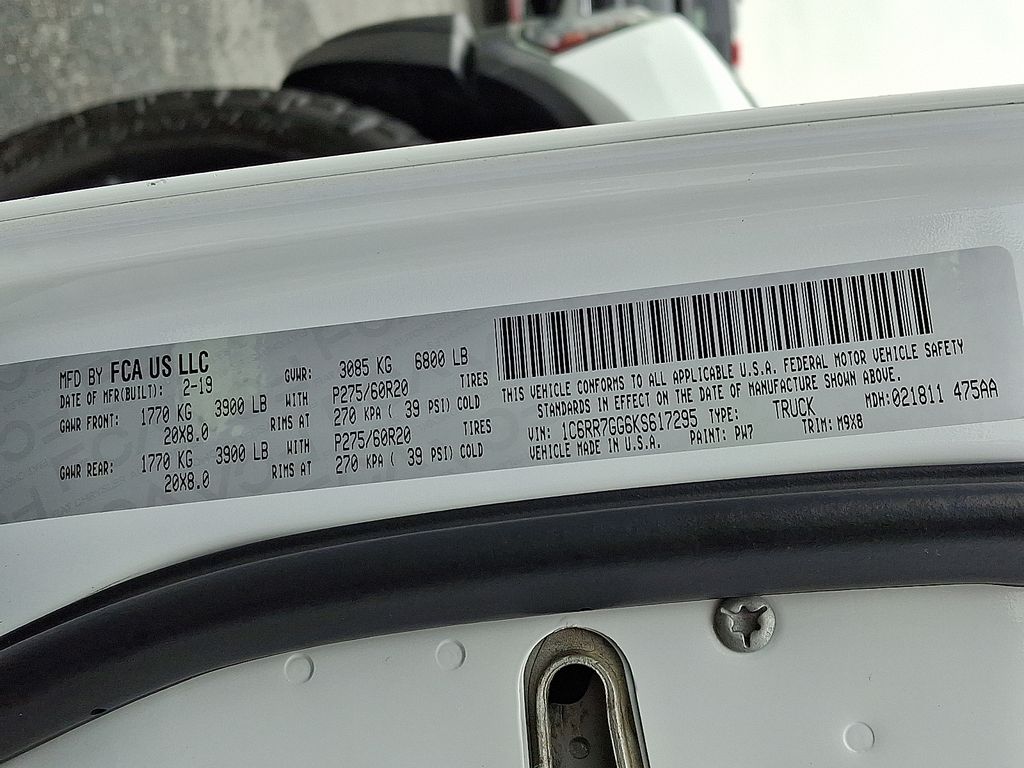 MFD BY FCA US LLC
DATE OF MFR(BUILT): 2-19
GVWR: 3085 KG 6800 LB
GAWR FRONT: 1770 KG 3900 LB WITH P275/60R20 TIRES
20X8.0 RIMS AT 270 KPA ( 39 PSI) COLD
GAWR REAR: 1770 KG 3900 LB WITH P275/60R20 TIRES
20X8.0 RIMS AT 270 KPA ( 39 PSI) COLD
THIS VEHICLE CONFORMS TO ALL APPLICABLE U.S.A. FEDERAL MOTOR VEHICLE SAFETY
STANDARDS IN EFFECT ON THE DATE OF MANUFACTURE SHOWN ABOVE.
VIN: 1C6RR7GG6KS617295 TYPE: TRUCK MDH:021811 475AA
VEHICLE MADE IN U.S.A. PAINT: PW7 TRIM: M9X8